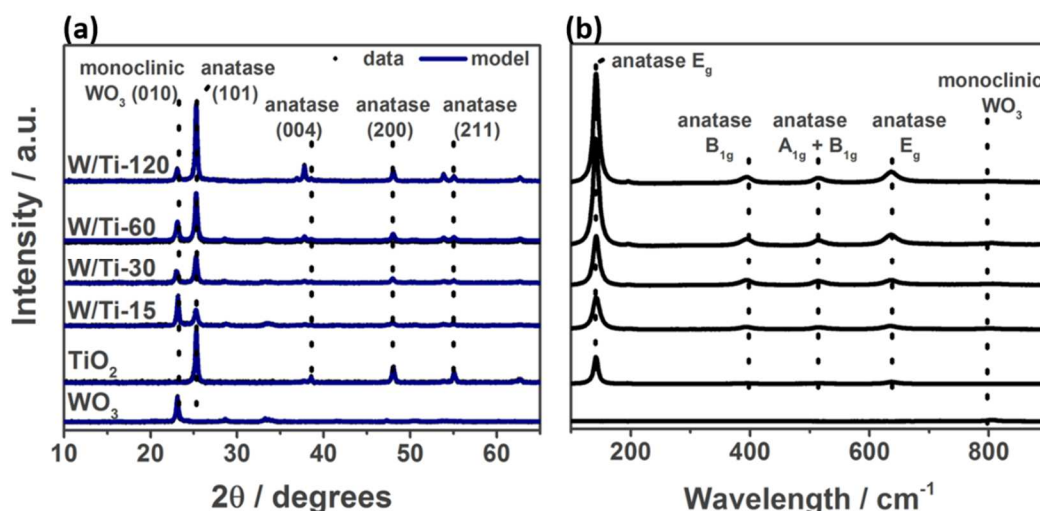 (a)
data model
monoclinic
WO₃ (010)
anatase
(101)
anatase
(004)
anatase
(200)
anatase
(211)
W/Ti-120
W/Ti-60
W/Ti-30
W/Ti-15
TiO₂
WO₃
Intensity / a.u.
10 20 30 40 50 60
2θ / degrees
(b)
anatase E_g
anatase
B₁g
anatase
A₁g + B₁g
anatase
E_g
monoclinic
WO₃
200 400 600 800
Wavelength / cm⁻¹